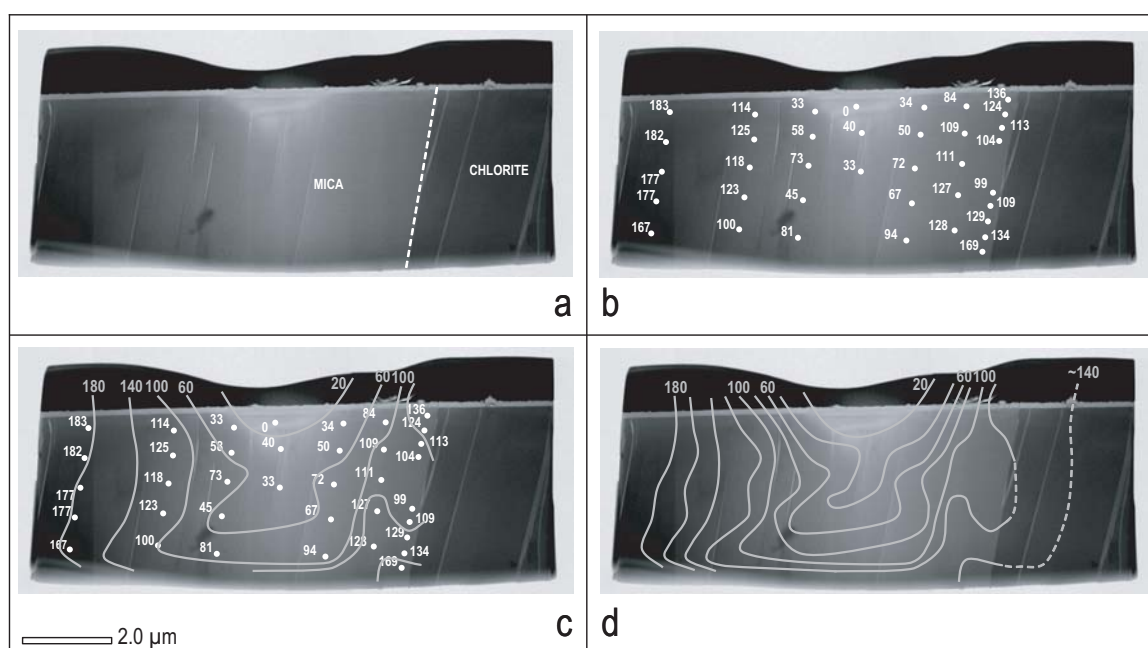 MICA
CHLORITE
a
183 114 33 0 34 84 136
124
182 125 58 40 50 109 113
104
177 118 73 33 72 111
177 123 45 67 127 99
109
167 100 81 94 128 129
134
169
b
180 140 100 60 20 60 100
183 114 33 0 34 84 136
124
182 125 58 40 50 109 113
104
177 118 73 33 72 111
177 123 45 67 127 99
109
167 100 81 94 128 129
134
169
2.0 µm
c
180 100 60 20 60 100 ~140
d